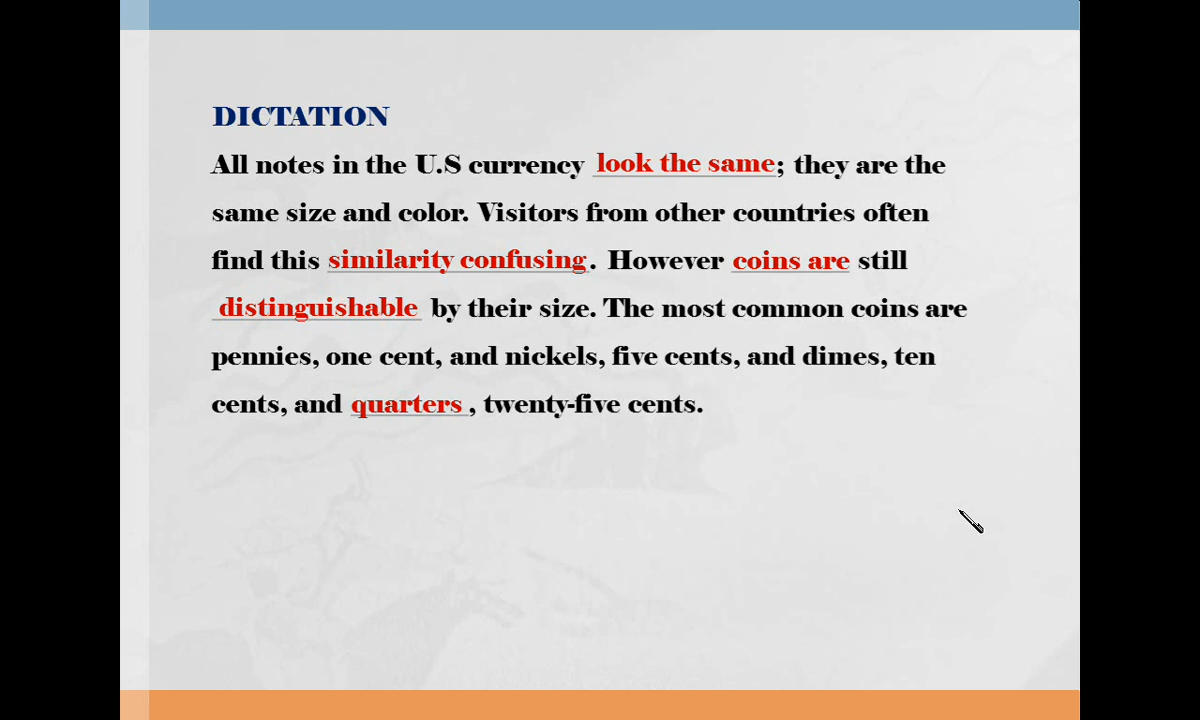 DICTATION
All notes in the U.S currency look the same; they are the
same size and color. Visitors from other countries often
find this similarity confusing. However coins are still
distinguishable by their size. The most common coins are
pennies, one cent, and nickels, five cents, and dimes, ten
cents, and quarters, twenty-five cents.